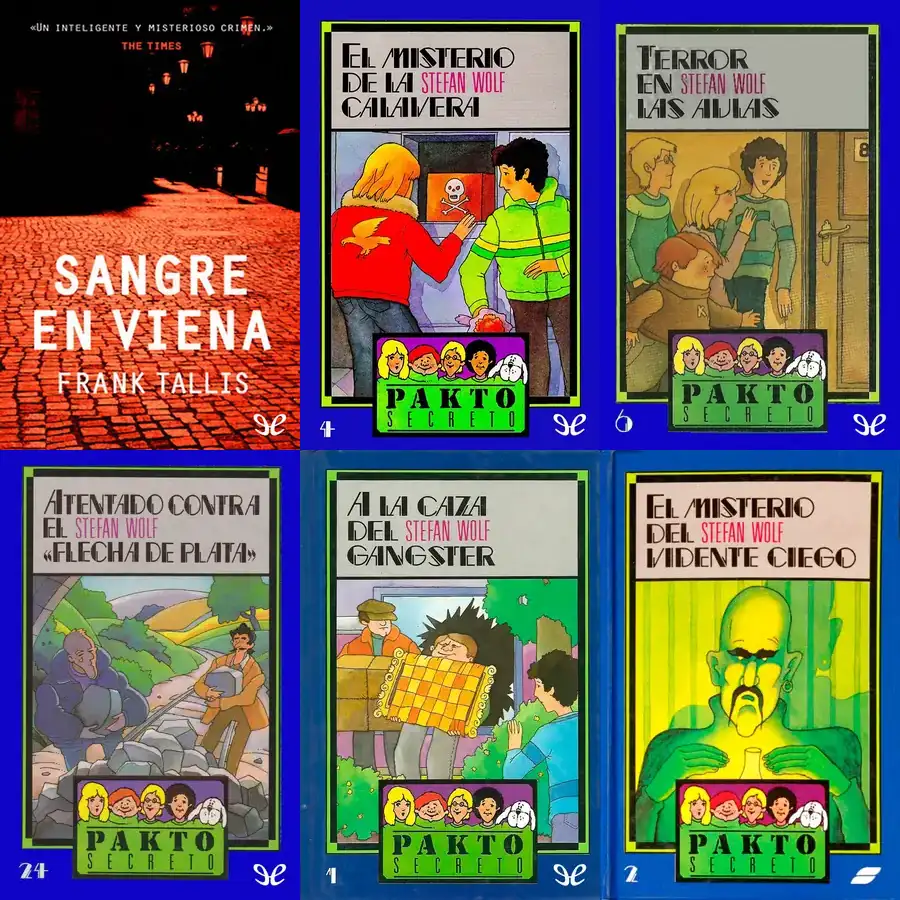 «UN INTELIGENTE Y MISTERIOSO CRIMEN.»
THE TIMES
SANGRE
EN VIENA
FRANK TALLIS
EL MISTERIO
DE LA STEFAN WOLF
CALAVERA
PAKTO
SECRETO
4
TERROR
EN STEFAN WOLF
LAS AULAS
8
K
PAKTO
SECRETO
6
ATENTADO CONTRA
EL STEFAN WOLF
«FLECHA DE PLATA»
PAKTO
SECRETO
24
A LA CAZA
DEL STEFAN WOLF
GANGSTER
PAKTO
SECRETO
1
EL MISTERIO
DEL STEFAN WOLF
VIDENTE CIEGO
PAKTO
SECRETO
2